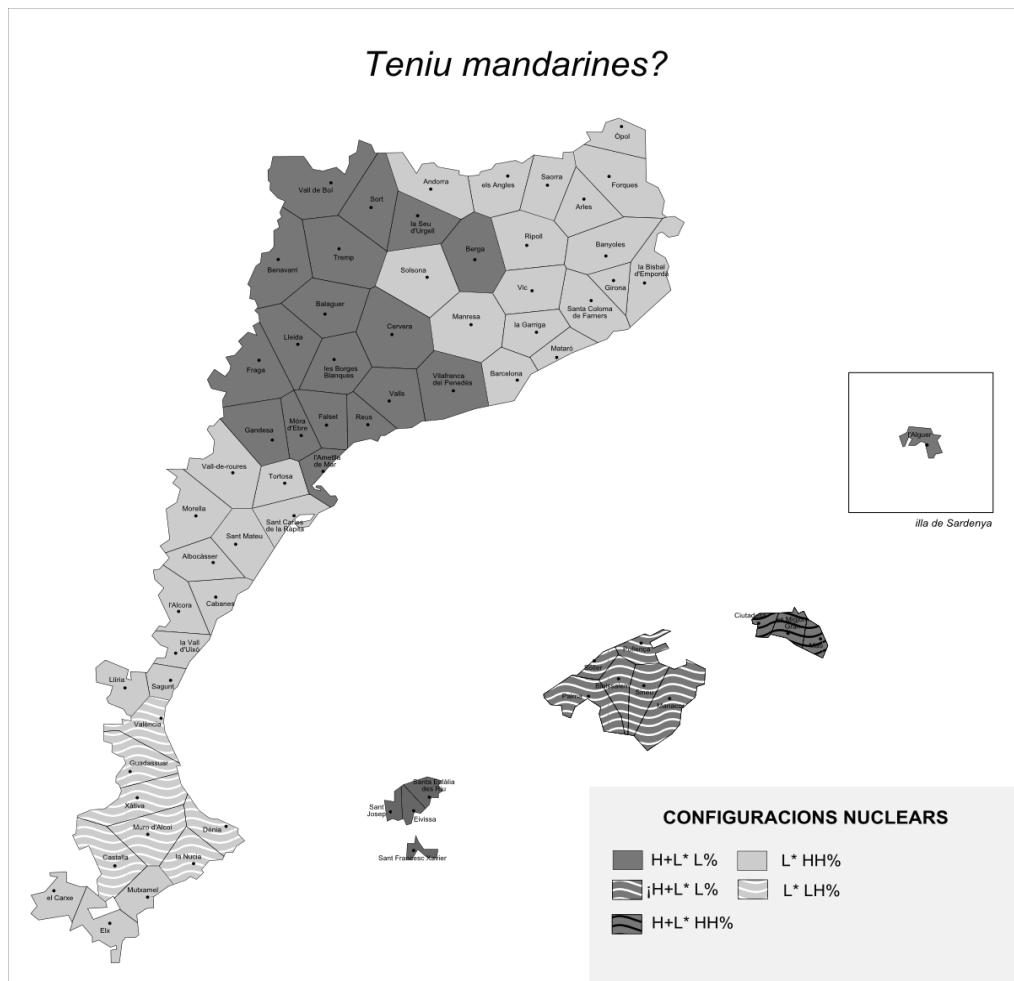 Teniu mandarines?
Òpol
Andorra
els Angles
Saorra
Forques
Vall de Boí
Sort
Arles
la Seu
d'Urgell
Ripoll
Banyoles
Berga
Tremp
Benavarri
Solsona
la Bisbal
d'Empordà
Girona
Vic
Santa Coloma
de Farners
Balaguer
Manresa
la Garriga
Cervera
Lleida
Mataró
Fraga
les Borges
Blanques
Vilafranca
del Penedès
Barcelona
Valls
Gandesa
Móra
d'Ebre
Falset
Reus
l'Ametlla
de Mar
Vall-de-roures
Tortosa
l'Alguer
Morella
Sant Carles
de la Ràpita
illa de Sardenya
Sant Mateu
Albocàsser
l'Alcora
Cabanes
la Vall
d'Uixó
Llíria
Sagunt
València
Pollença
Sóller
Palma
Binissalem
Sineu
Manacor
Guadassuar
Xàtiva
Muro d'Alcoi
Dénia
Castalla
la Nucia
el Carxe
Mutxamel
Elx
Santa Eulàlia
des Riu
Sant
Josep
Eivissa
Sant Francesc Xavier
CONFIGURACIONS NUCLEARS
H+L* L%
L* HH%
¡H+L* L%
L* LH%
H+L* HH%